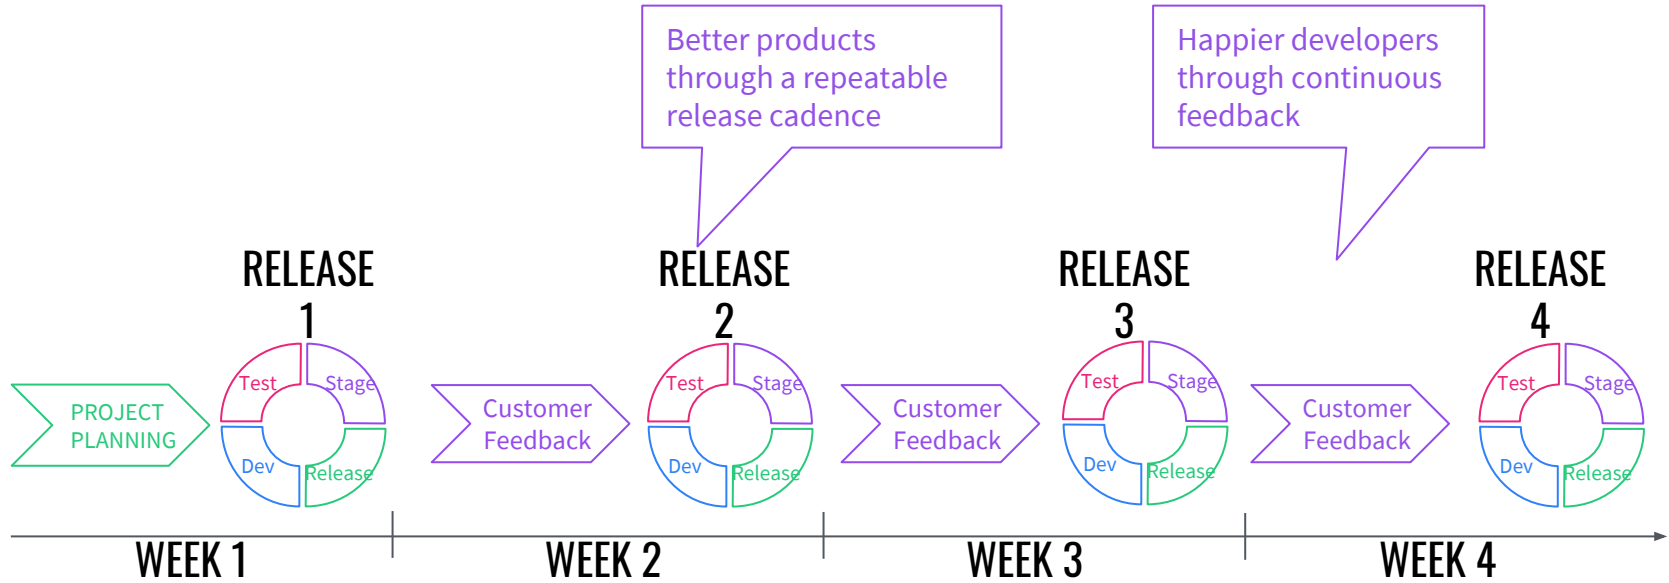 Better products
through a repeatable
release cadence
Happier developers
through continuous
feedback
RELEASE
1
RELEASE
2
RELEASE
3
RELEASE
4
PROJECT
PLANNING
Test
Stage
Dev
Release
Customer
Feedback
Test
Stage
Dev
Release
Customer
Feedback
Test
Stage
Dev
Release
Customer
Feedback
Test
Stage
Dev
Release
WEEK 1
WEEK 2
WEEK 3
WEEK 4